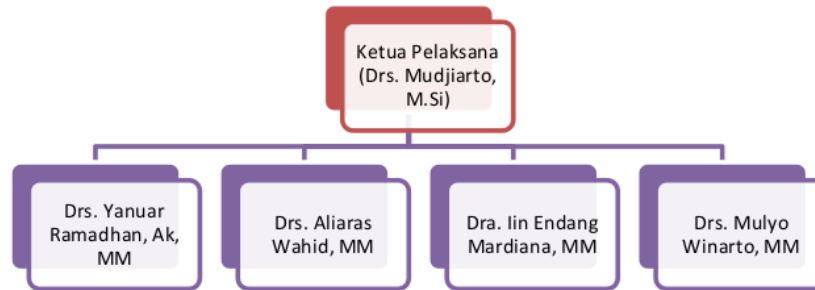 Ketua Pelaksana
(Drs. Mudjiarto,
M.Si)
Drs. Yanuar
Ramadhan, Ak,
MM
Drs. Aliaras
Wahid, MM
Dra. Iin Endang
Mardiana, MM
Drs. Mulyo
Winarto, MM